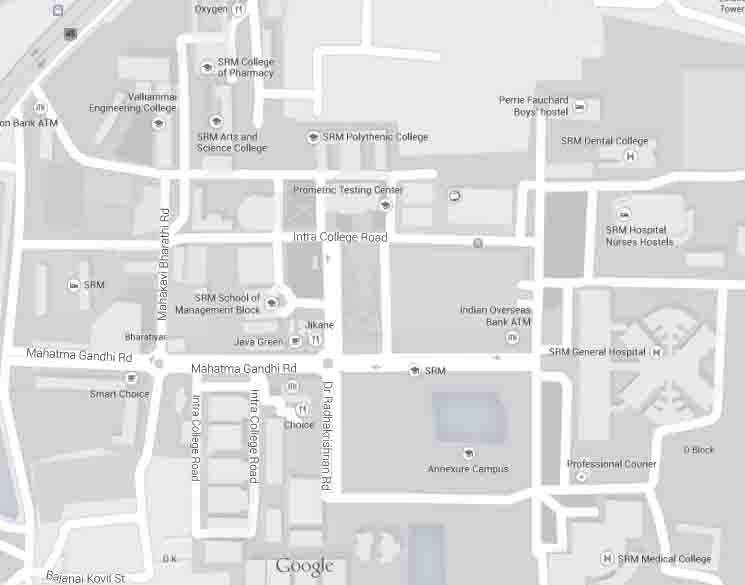 Oxygen
Tower
SRM College
of Pharmacy
Valliammai
Engineering College
Perrie Fauchard
Boys' hostel
on Bank ATM
SRM Arts and
Science College
SRM Polythenic College
SRM Dental College
Prometric Testing Center
Mahakavi Bharathi Rd
Intra College Road
SRM Hospital
Nurses Hostels
SRM
SRM School of
Management Block
Indian Overseas
Bank ATM
Jikane
Bharatiyar
Java Green
Mahatma Gandhi Rd
Mahatma Gandhi Rd
SRM General Hospital
SRM
Smart Choice
Intra College Road
Intra College Road
Dr Radhakrishnan Rd
Choice
D Block
Annexure Campus
Professional Courier
D K
Google
SRM Medical College
Bajanai Kovil St